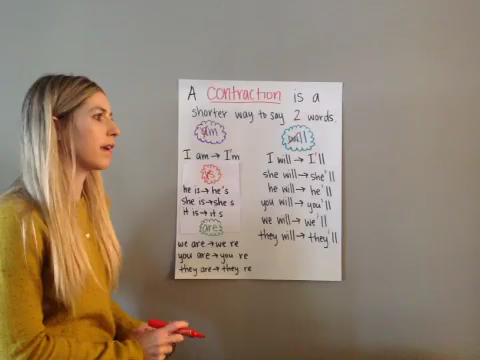 A Contraction is a
shorter way to say 2 words.
am
I am → I'm
is
he is → he's
she is → she s
it is → it s
are
we are → we re
you are → you re
they are → they re
will
I will → I'll
she will → she'll
he will → he'll
you will → you'll
we will → we'll
they will → they'll